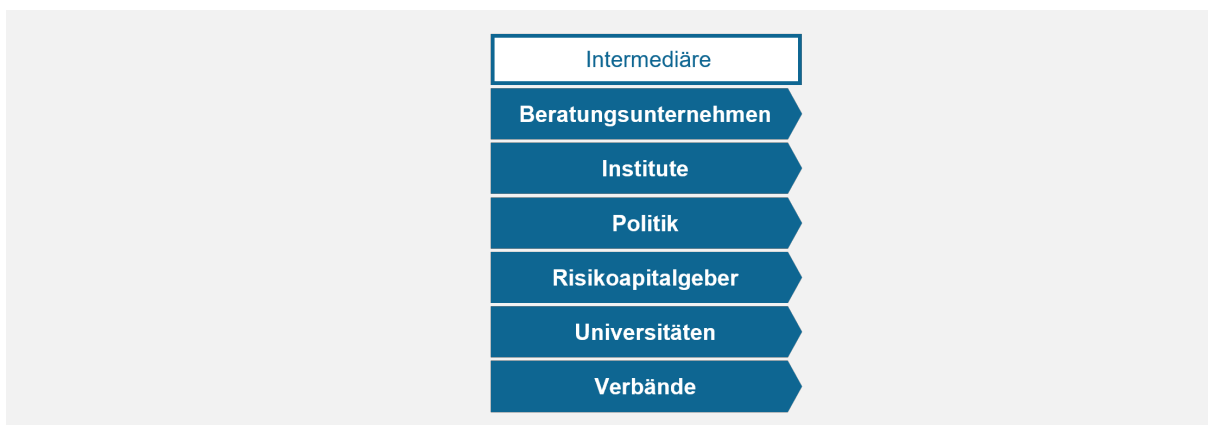 Intermediäre
Beratungsunternehmen
Institute
Politik
Risikoapitalgeber
Universitäten
Verbände